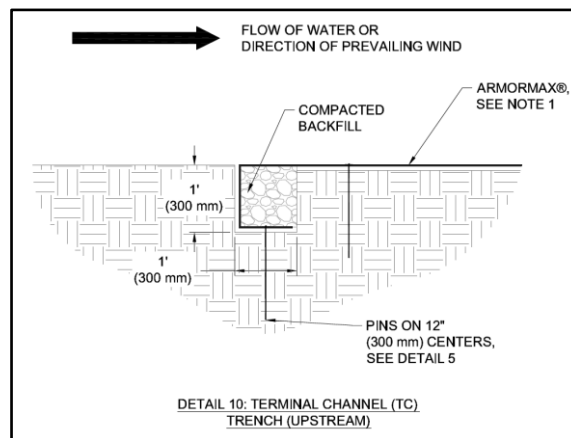 FLOW OF WATER OR
DIRECTION OF PREVAILING WIND
ARMORMAX®,
SEE NOTE 1
COMPACTED
BACKFILL
1'
(300 mm)
1'
(300 mm)
PINS ON 12"
(300 mm) CENTERS,
SEE DETAIL 5
DETAIL 10: TERMINAL CHANNEL (TC)
TRENCH (UPSTREAM)